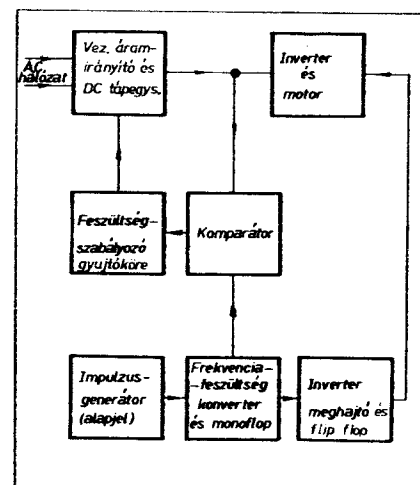 AC
hálózat
Vez. áram-
irányító és
DC tápegys.
Inverter
és
motor
Feszültség-
szabályozó
gyujtóköre
Komparátor
Impulzus-
generátor
(alapjel)
Frekvencia-
-feszültség
konverter
és monoflop
Inverter
meghajtó és
flip flop